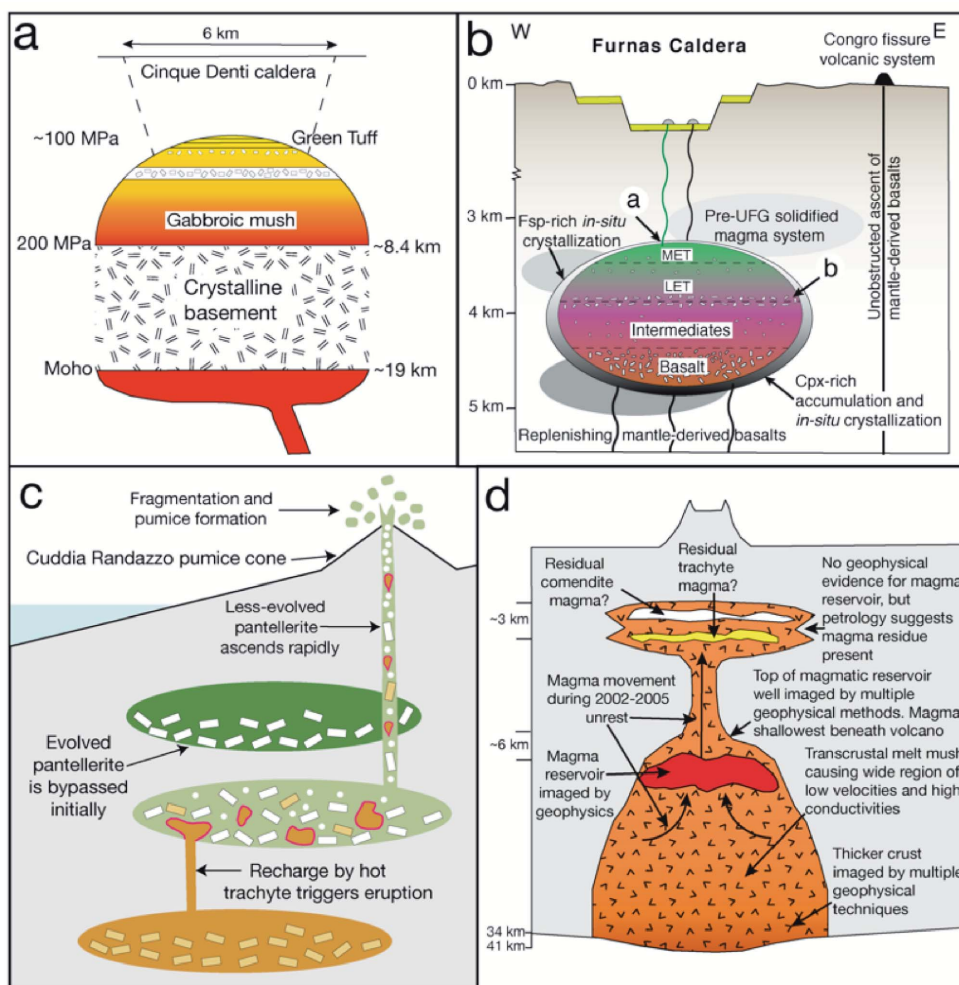 a
6 km
Cinque Denti caldera
~100 MPa
Green Tuff
Gabbroic mush
200 MPa
~8.4 km
Crystalline
basement
Moho
~19 km
b
W
E
Furnas Caldera
Congro fissure
volcanic system
0 km
3 km
4 km
5 km
a
Fsp-rich in-situ
crystallization
Pre-UFG solidified
magma system
MET
LET
b
Intermediates
Basalt
Unobstructed ascent of
mantle-derived basalts
Cpx-rich
accumulation and
in-situ crystallization
Replenishing mantle-derived basalts
c
Fragmentation and
pumice formation
Cuddia Randazzo pumice cone
Less-evolved
pantellerite
ascends rapidly
Evolved
pantellerite
is bypassed
initially
Recharge by hot
trachyte triggers eruption
d
Residual
comendite
magma?
Residual
trachyte
magma?
No geophysical
evidence for magma
reservoir, but
petrology suggests
magma residue
present
~3 km
Magma movement
during 2002-2005
unrest
Top of magmatic reservoir
well imaged by multiple
geophysical methods. Magma
shallowest beneath volcano
~6 km
Magma
reservoir
imaged by
geophysics
Transcrustal melt mush
causing wide region of
low velocities and high
conductivities
Thicker crust
imaged by multiple
geophysical
techniques
34 km
41 km